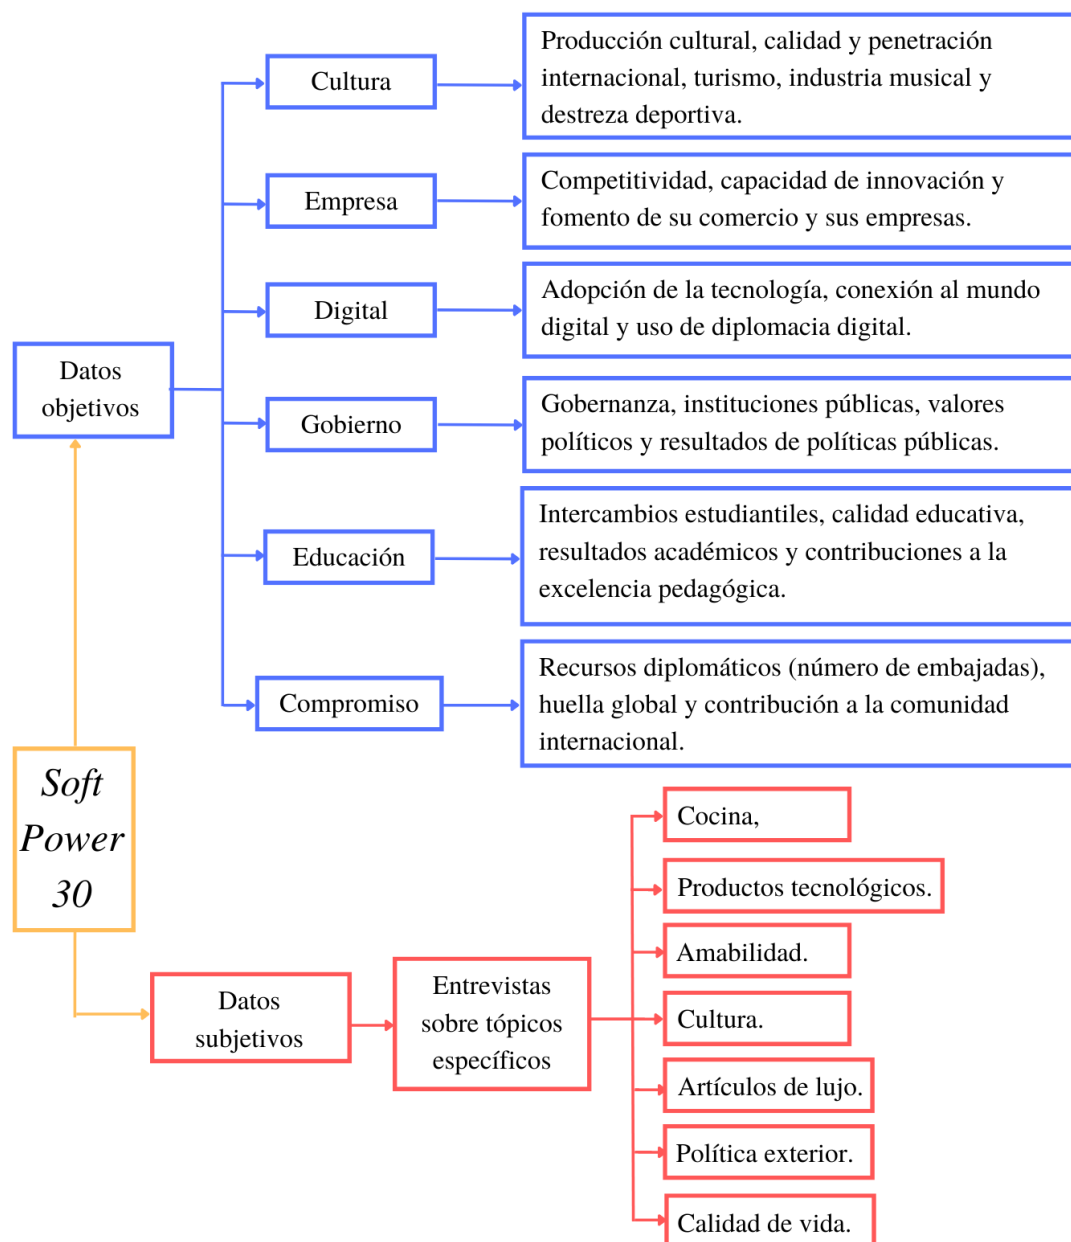 Cultura
Producción cultural, calidad y penetración
internacional, turismo, industria musical y
destreza deportiva.
Empresa
Competitividad, capacidad de innovación y
fomento de su comercio y sus empresas.
Digital
Adopción de la tecnología, conexión al mundo
digital y uso de diplomacia digital.
Datos
objetivos
Gobierno
Gobernanza, instituciones públicas, valores
políticos y resultados de políticas públicas.
Educación
Intercambios estudiantiles, calidad educativa,
resultados académicos y contribuciones a la
excelencia pedagógica.
Compromiso
Recursos diplomáticos (número de embajadas),
huella global y contribución a la comunidad
internacional.
Soft
Power
30
Datos
subjetivos
Entrevistas
sobre tópicos
específicos
Cocina,
Productos tecnológicos.
Amabilidad.
Cultura.
Artículos de lujo.
Política exterior.
Calidad de vida.